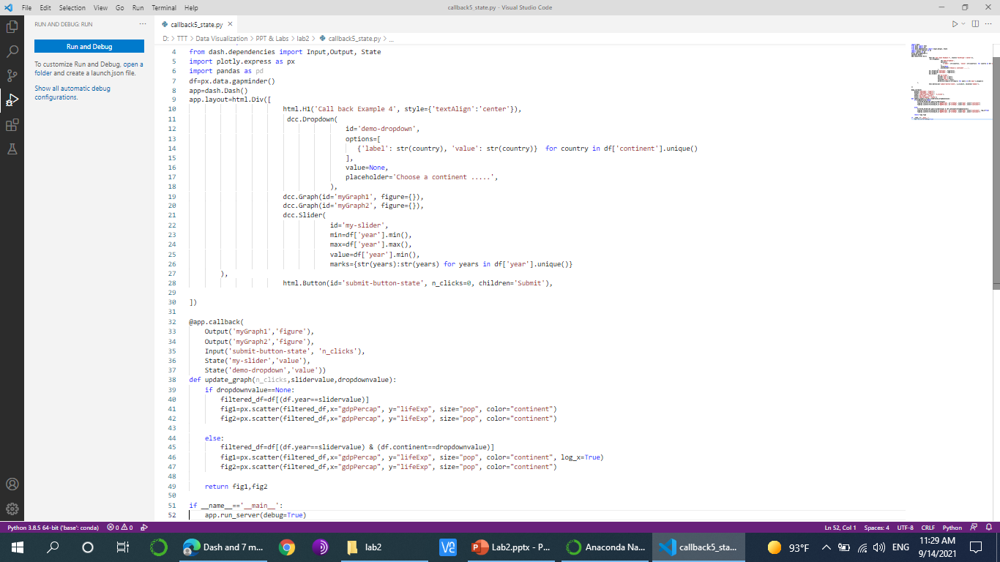 File Edit Selection View Go Run Terminal Help
callback5_state.py - Visual Studio Code
RUN AND DEBUG: RUN
Run and Debug
To customize Run and Debug, open a
folder and create a launch.json file.
Show all automatic debug
configurations.
callback5_state.py
D: > TTT > Data Visualization > PPT & Labs > lab2 > callback5_state.py > ...
4 from dash.dependencies import Input,Output, State
5 import plotly.express as px
6 import pandas as pd
7 df=px.data.gapminder()
8 app=dash.Dash()
9 app.layout=html.Div([
10 html.H1('Call back Example 4', style={'textAlign':'center'}),
11 dcc.Dropdown(
12 id='demo-dropdown',
13 options=[
14 {'label': str(country), 'value': str(country)} for country in df['continent'].unique()
15 ],
16 value=None,
17 placeholder='Choose a continent .....',
18 ),
19 dcc.Graph(id='myGraph1', figure={}),
20 dcc.Graph(id='myGraph2', figure={}),
21 dcc.Slider(
22 id='my-slider',
23 min=df['year'].min(),
24 max=df['year'].max(),
25 value=df['year'].min(),
26 marks={str(years):str(years) for years in df['year'].unique()}
27 ),
28 html.Button(id='submit-button-state', n_clicks=0, children='Submit'),
29
30 ])
31
32 @app.callback(
33 Output('myGraph1','figure'),
34 Output('myGraph2','figure'),
35 Input('submit-button-state', 'n_clicks'),
36 State('my-slider','value'),
37 State('demo-dropdown','value'))
38 def update_graph(n_clicks,slidervalue,dropdownvalue):
39 if dropdownvalue==None:
40 filtered_df=df[(df.year==slidervalue)]
41 fig1=px.scatter(filtered_df,x="gdpPercap", y="lifeExp", size="pop", color="continent")
42 fig2=px.scatter(filtered_df,x="gdpPercap", y="lifeExp", size="pop", color="continent")
43
44 else:
45 filtered_df=df[(df.year==slidervalue) & (df.continent==dropdownvalue)]
46 fig1=px.scatter(filtered_df,x="gdpPercap", y="lifeExp", size="pop", color="continent", log_x=True)
47 fig2=px.scatter(filtered_df,x="gdpPercap", y="lifeExp", size="pop", color="continent")
48
49 return fig1,fig2
50
51 if __name__=='__main__':
52 app.run_server(debug=True)
Python 3.8.5 64-bit ('base': conda) 0 0 Ln 52, Col 1 Spaces: 4 UTF-8 CRLF Python
Dash and 7 m... lab2 Lab2.pptx - P... Anaconda Na... callback5_sta... 93°F ENG
11:29 AM
9/14/2021